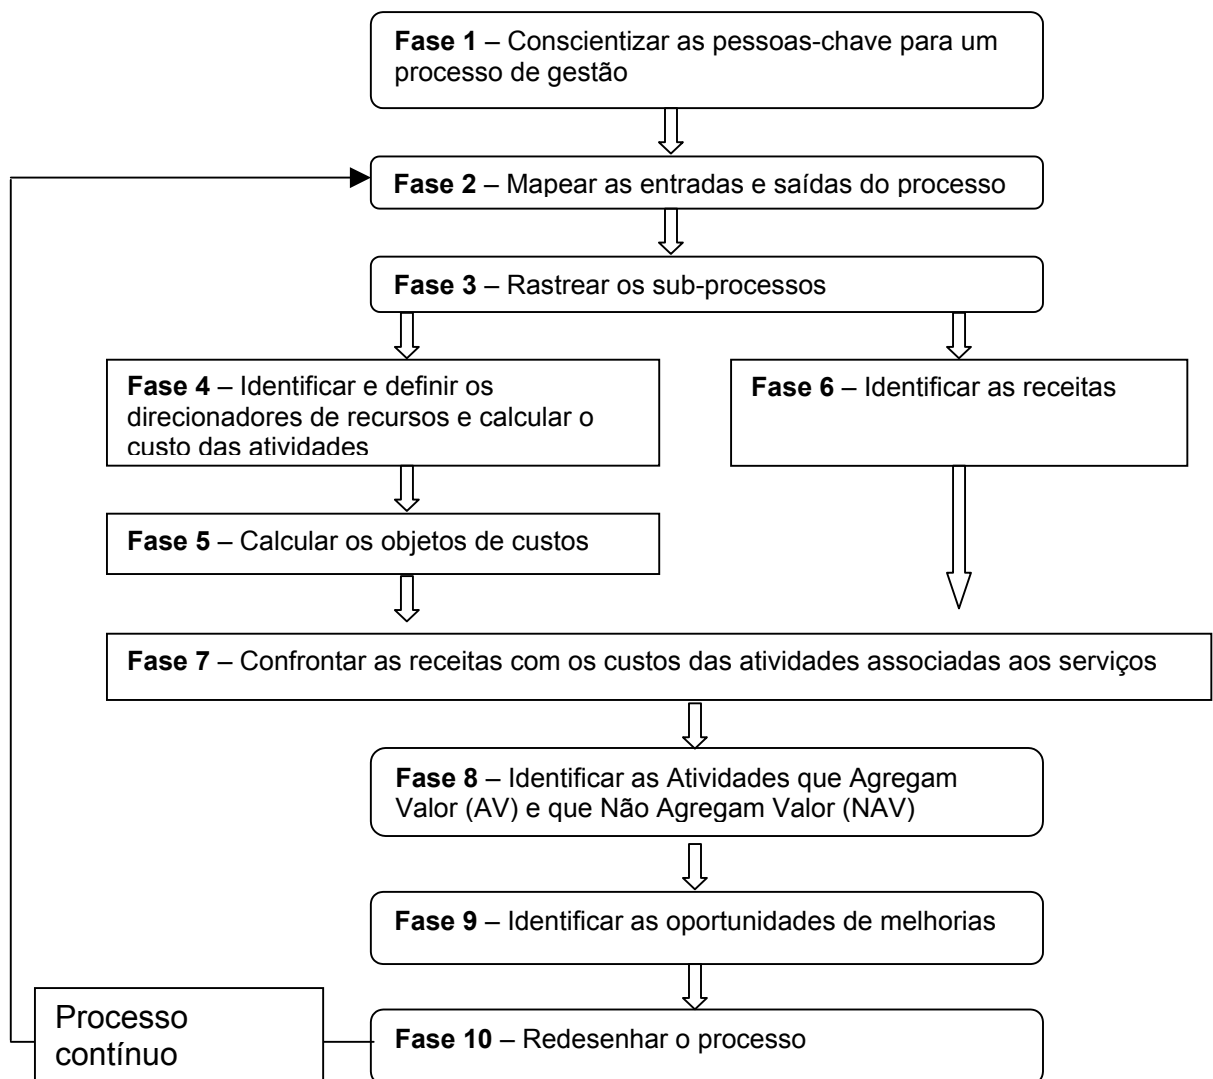 Fase 1 – Conscientizar as pessoas-chave para um
processo de gestão
Fase 2 – Mapear as entradas e saídas do processo
Fase 3 – Rastrear os sub-processos
Fase 4 – Identificar e definir os
direcionadores de recursos e calcular o
custo das atividades
Fase 6 – Identificar as receitas
Fase 5 – Calcular os objetos de custos
Fase 7 – Confrontar as receitas com os custos das atividades associadas aos serviços
Fase 8 – Identificar as Atividades que Agregam
Valor (AV) e que Não Agregam Valor (NAV)
Fase 9 – Identificar as oportunidades de melhorias
Fase 10 – Redesenhar o processo
Processo
contínuo